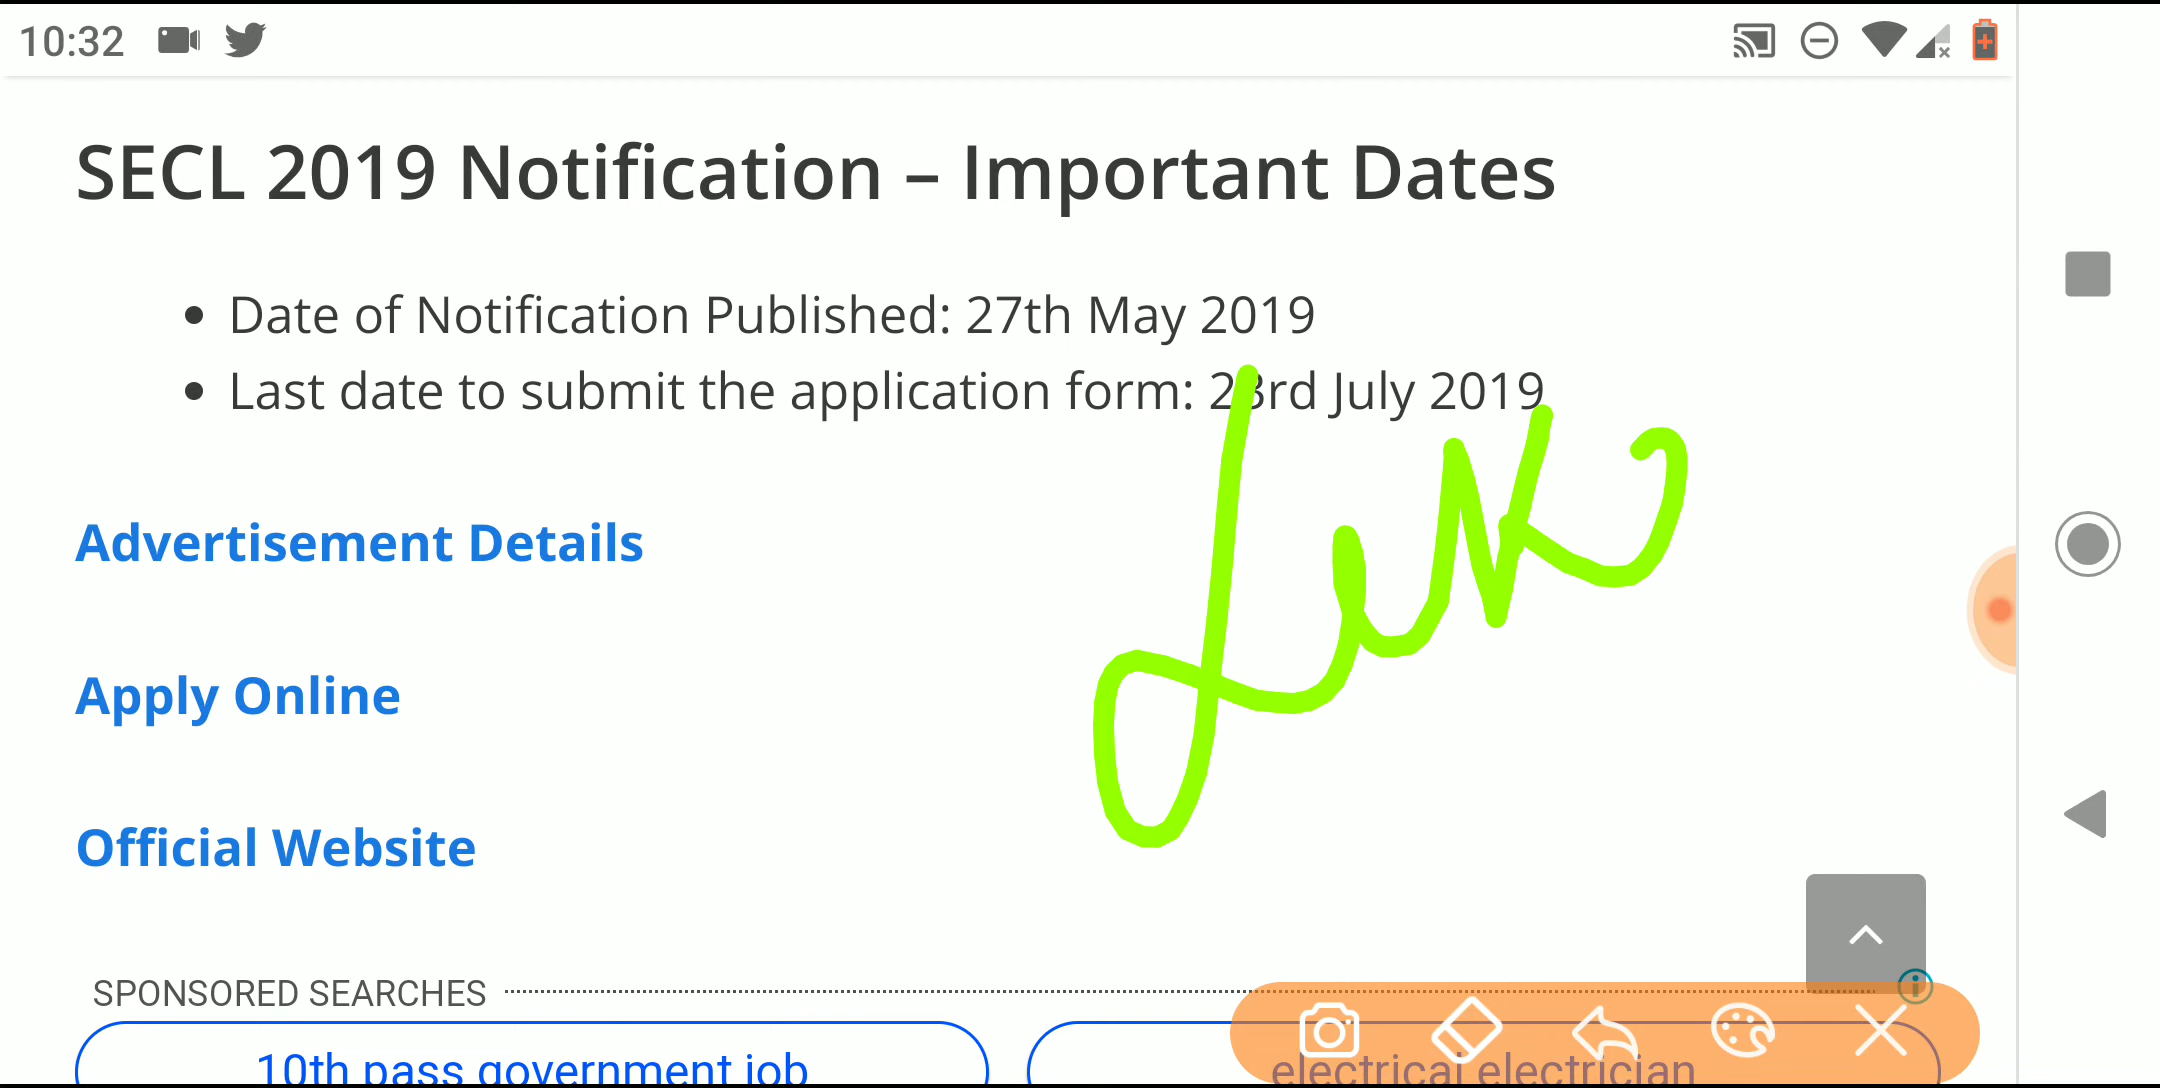 10:32
SECL 2019 Notification – Important Dates
• Date of Notification Published: 27th May 2019
• Last date to submit the application form: 23rd July 2019
Advertisement Details
Apply Online
Official Website
SPONSORED SEARCHES
10th pass government job
electrical electrician